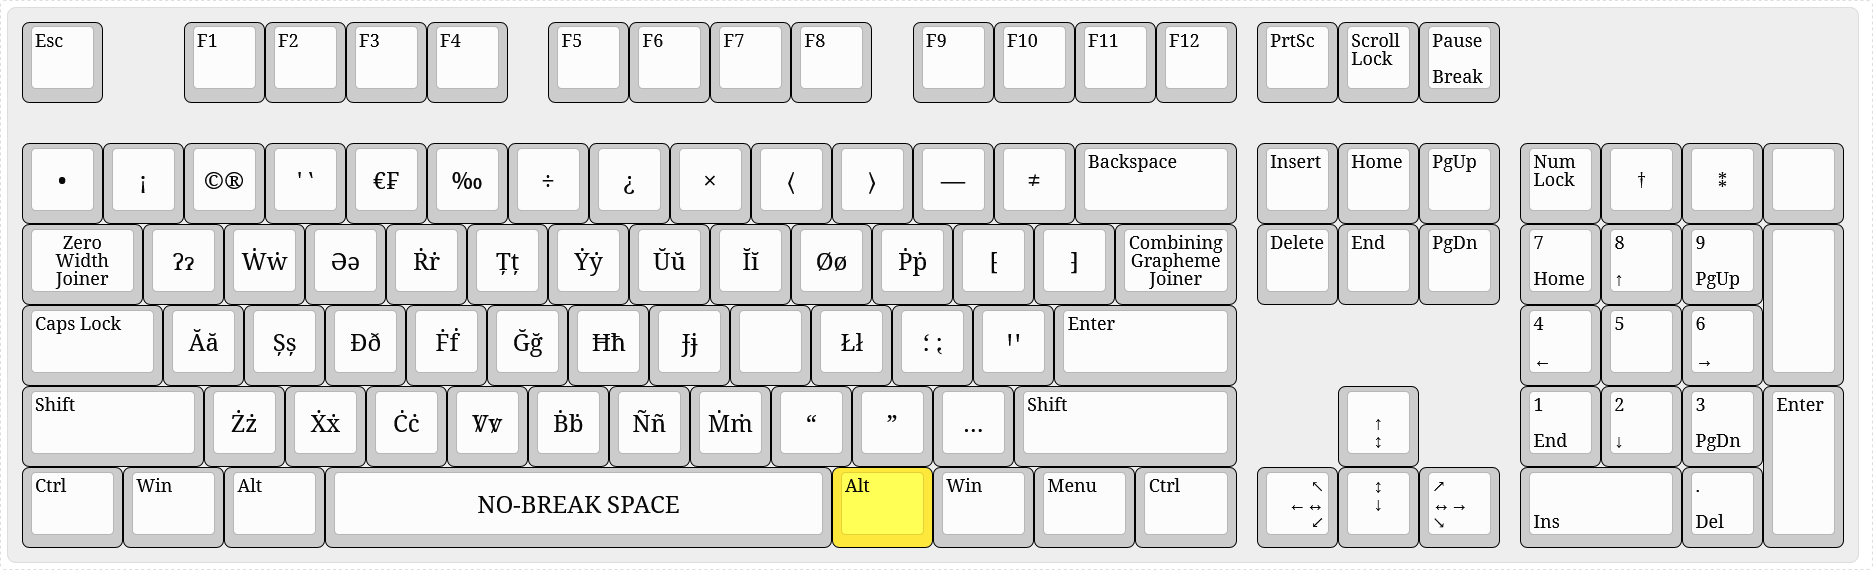 Esc F1 F2 F3 F4 F5 F6 F7 F8 F9 F10 F11 F12 PrtSc Scroll Lock Pause Break
• ¡ ©® '‵ €₣ ‰ ÷ ¿ × ⟨ ⟩ — ≠ Backspace Insert Home PgUp Num Lock † ⁑
Zero Width Joiner Ɂɂ Ẇẇ Əə Ṙṙ Țț Ẏẏ Ŭŭ Ĭĭ Øø Ṗṗ ⁅ ⁆ Combining Grapheme Joiner Delete End PgDn 7 Home 8 ↑ 9 PgUp
Caps Lock Ăă Șș Đð Ḟḟ Ğğ Ħħ Ɉɉ Łł Enter 4 ← 5 6 →
Shift Żż Ẋẋ Ċċ Ḃḃ Ññ Ṁṁ “ ” … Shift ↑ ↕ 1 End 2 ↓ 3 PgDn Enter
Ctrl Win Alt NO-BREAK SPACE Alt Win Menu Ctrl ↖ ← ↔ ↙ ↕ ↓ ↗ ↔ → ↘ Ins . Del